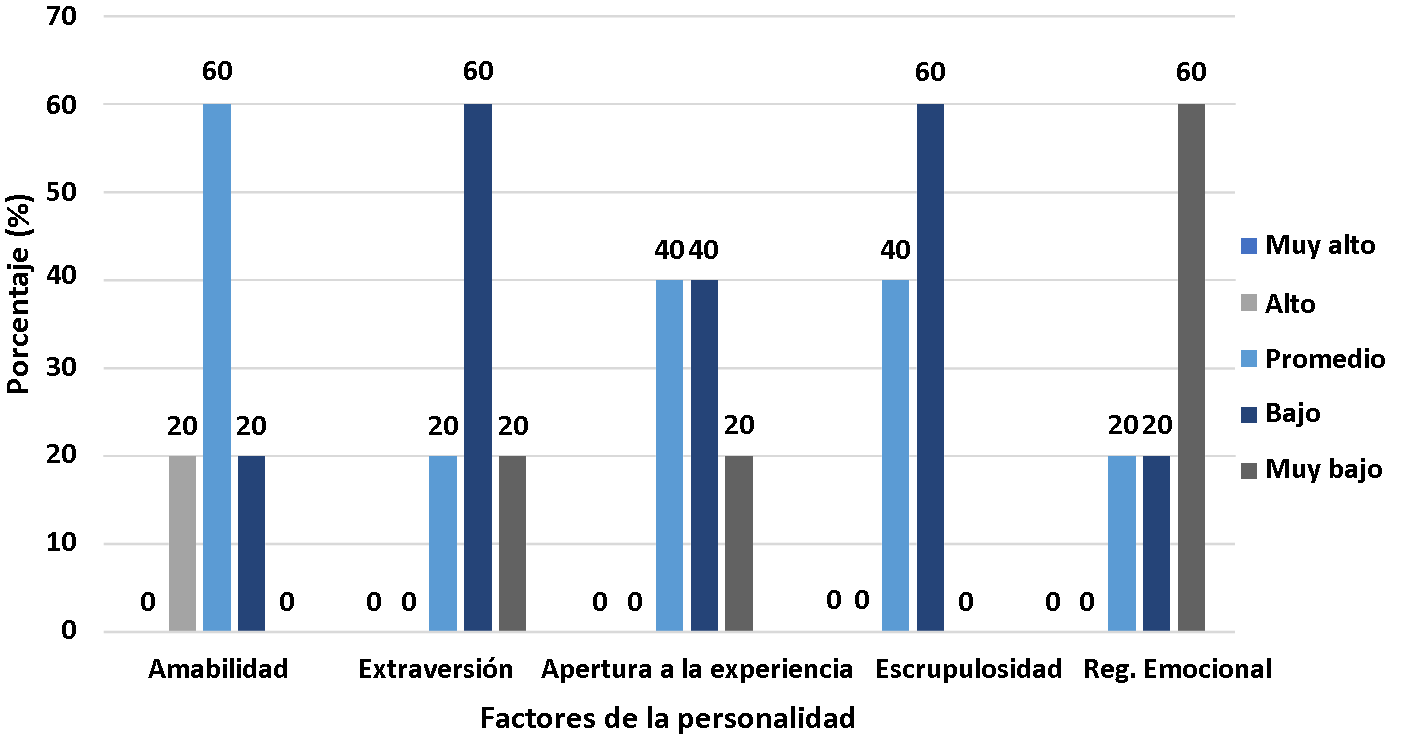 70
60
50
40
30
20
10
0
Porcentaje (%)
0 20 60 20 0
0 0 20 60 20
0 0 40 40 20
0 0 40 60 0
0 0 20 20 60
Amabilidad
Extraversión
Apertura a la experiencia
Escrupulosidad
Reg. Emocional
Factores de la personalidad
Muy alto
Alto
Promedio
Bajo
Muy bajo